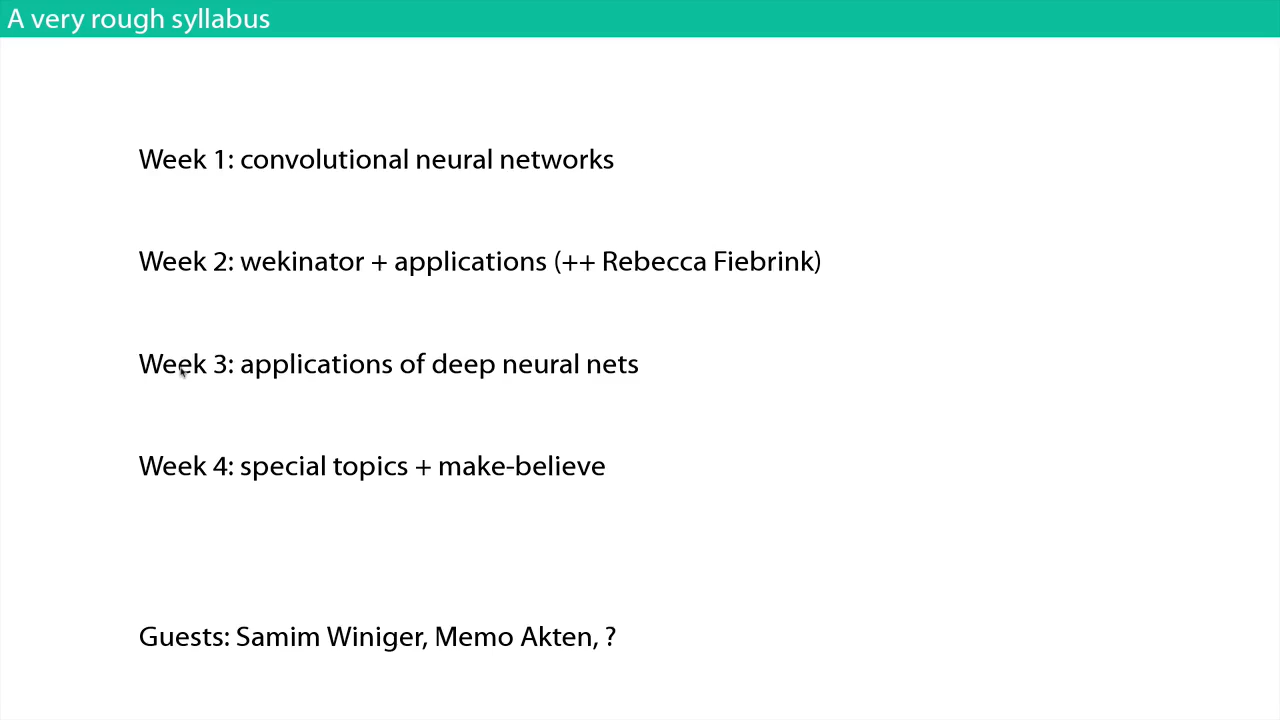 A very rough syllabus
Week 1: convolutional neural networks
Week 2: wekinator + applications (++ Rebecca Fiebrink)
Week 3: applications of deep neural nets
Week 4: special topics + make-believe
Guests: Samim Winiger, Memo Akten, ?